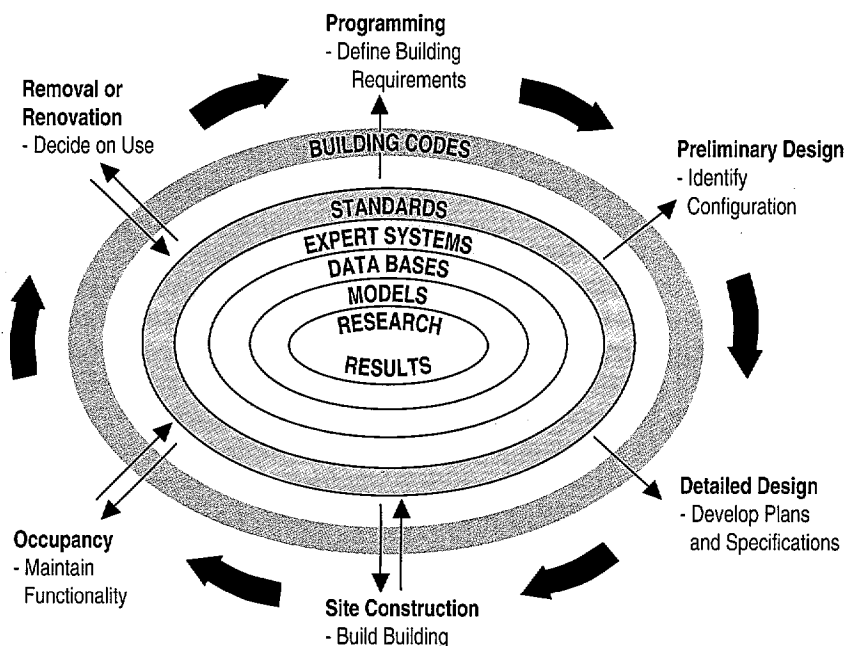 Programming
- Define Building
Requirements
Removal or
Renovation
- Decide on Use
Preliminary Design
- Identify
Configuration
BUILDING CODES
STANDARDS
EXPERT SYSTEMS
DATA BASES
MODELS
RESEARCH
RESULTS
Occupancy
- Maintain
Functionality
Detailed Design
- Develop Plans
and Specifications
Site Construction
- Build Building